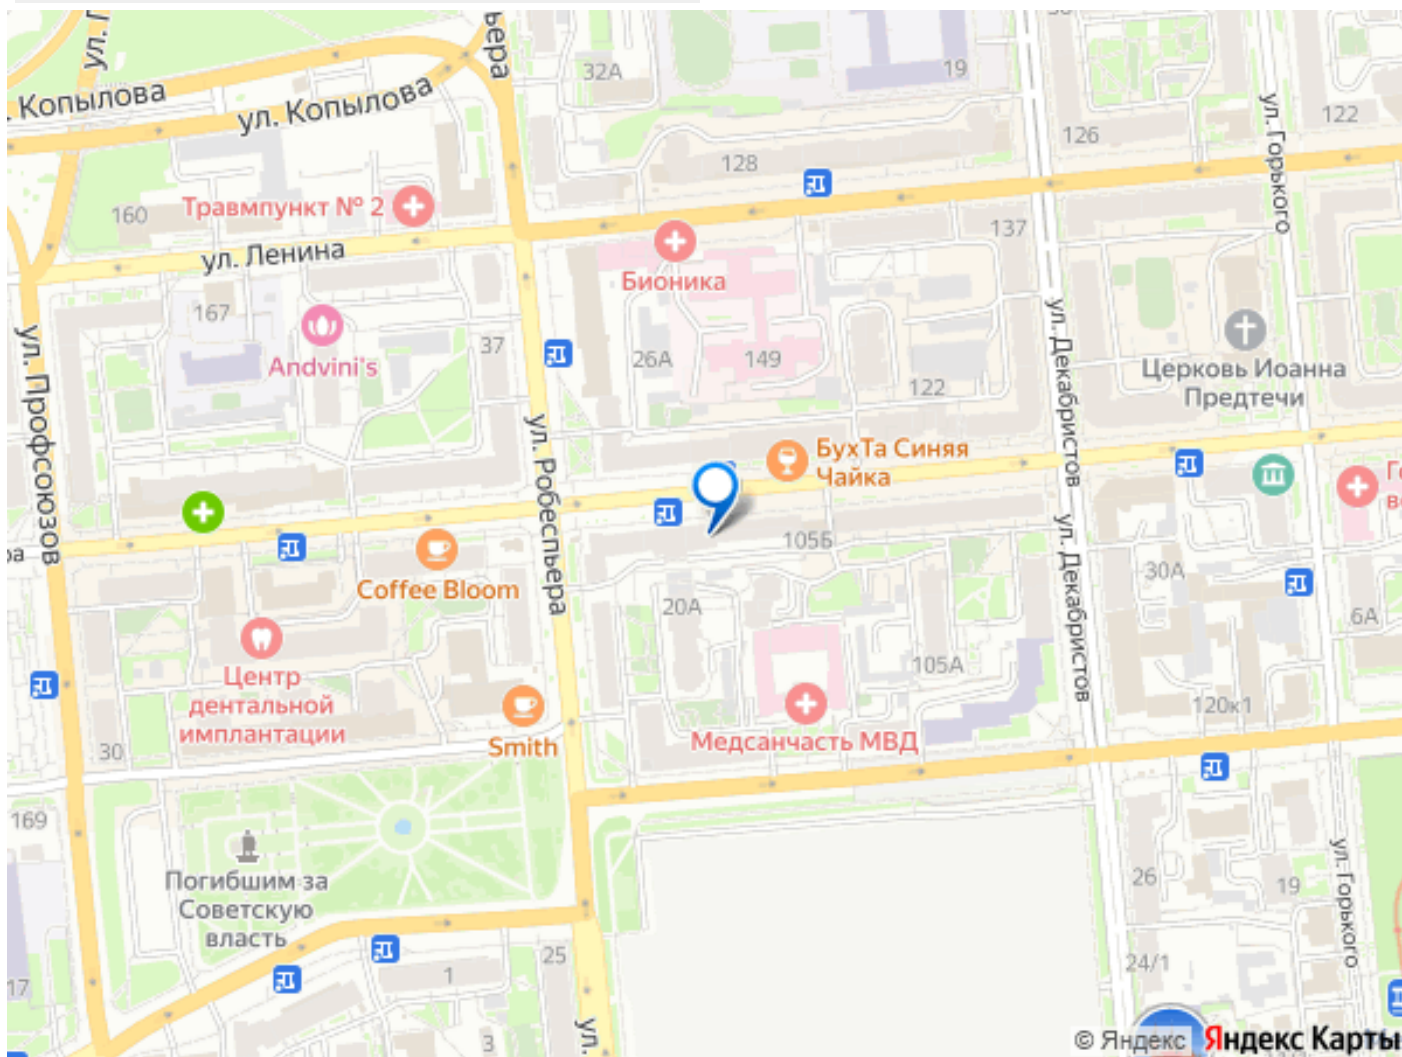 ул. Копылова
ул. Копылова
32А
19
ул. Горького
122
126
128
160
Травмпункт № 2
ул. Ленина
137
Бионика
167
Andvini's
37
26А
149
122
ул. Декабристов
Церковь Иоанна
Предтечи
ул. Профсоюзов
ул. Робеспьера
БухТа Синяя
Чайка
105Б
Coffee Bloom
ул. Декабристов
30А
20А
6А
105А
Центр
дентальной
имплантации
120к1
Медсанчасть МВД
30
Smith
169
ул. Горького
Погибшим за
Советскую
власть
26
19
25
24/1
17
1
3
ул.
© Яндекс Яндекс Карты